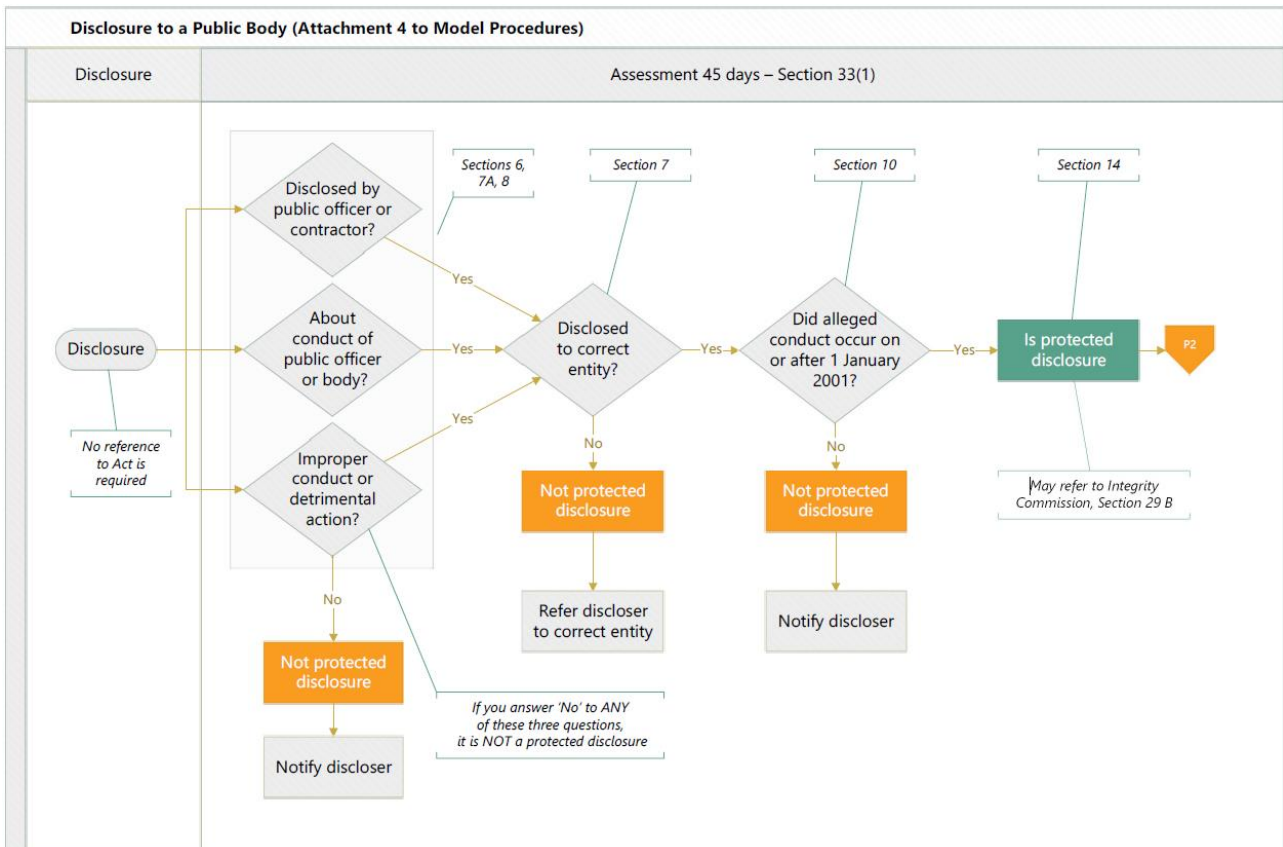 Disclosure to a Public Body (Attachment 4 to Model Procedures)
Disclosure
Assessment 45 days – Section 33(1)
Sections 6,
7A, 8
Section 7
Section 10
Section 14
Disclosed by
public officer or
contractor?
Yes
Disclosure
About
conduct of
public officer
or body?
Yes
Disclosed
to correct
entity?
Yes
Did alleged
conduct occur on
or after 1 January
2001?
Yes
Is protected
disclosure
P2
No reference
to Act is
required
Improper
conduct or
detrimental
action?
Yes
No
Not protected
disclosure
Refer discloser
to correct entity
No
Not protected
disclosure
Notify discloser
May refer to Integrity
Commission, Section 29 B
No
Not protected
disclosure
Notify discloser
If you answer ‘No’ to ANY
of these three questions,
it is NOT a protected disclosure